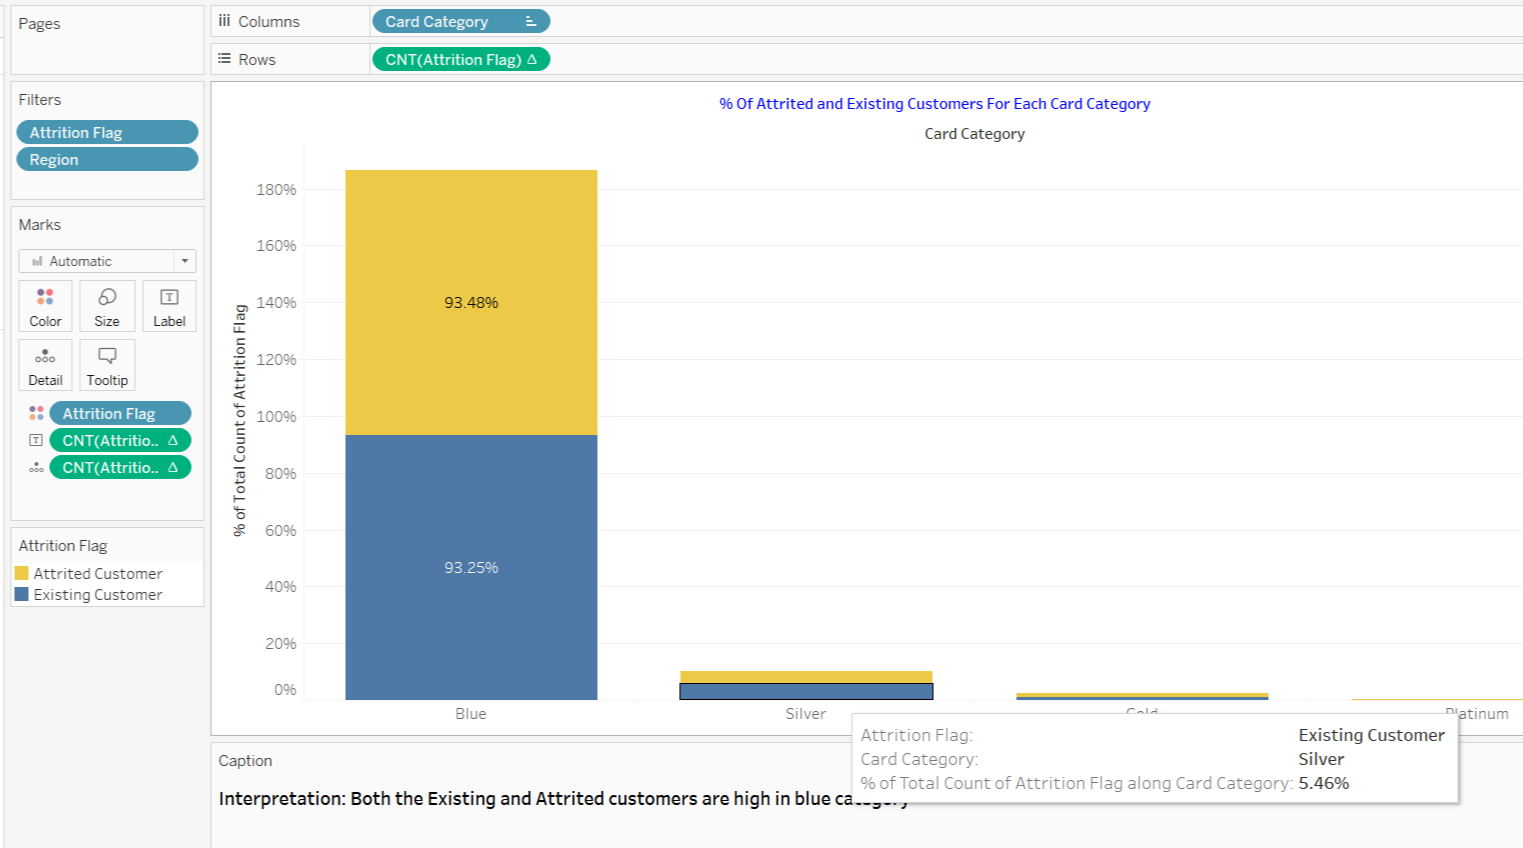 Pages
Columns
Card Category
Rows
CNT(Attrition Flag) Δ
Filters
Attrition Flag
Region
Marks
Automatic
Color
Size
Label
Detail
Tooltip
Attrition Flag
CNT(Attritio.. Δ
CNT(Attritio.. Δ
Attrition Flag
Attrited Customer
Existing Customer
% Of Attrited and Existing Customers For Each Card Category
Card Category
% of Total Count of Attrition Flag
180%
160%
140%
120%
100%
80%
60%
40%
20%
0%
93.48%
93.25%
Blue
Silver
Gold
Platinum
Attrition Flag: Existing Customer
Card Category: Silver
% of Total Count of Attrition Flag along Card Category: 5.46%
Caption
Interpretation: Both the Existing and Attrited customers are high in blue category